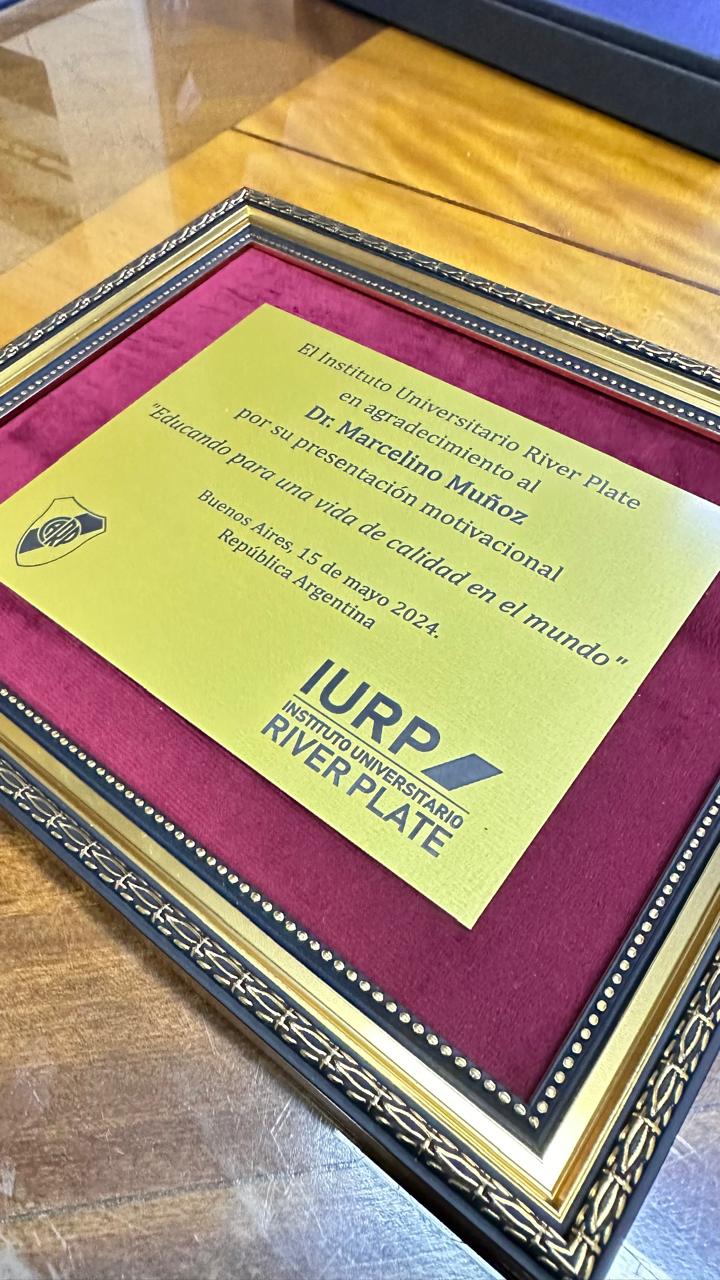 El Instituto Universitario River Plate
en agradecimiento al
Dr. Marcelino Muñoz
por su presentación motivacional
"Educando para una vida de calidad en el mundo"
Buenos Aires, 15 de mayo 2024.
República Argentina
IURP
INSTITUTO UNIVERSITARIO
RIVER PLATE